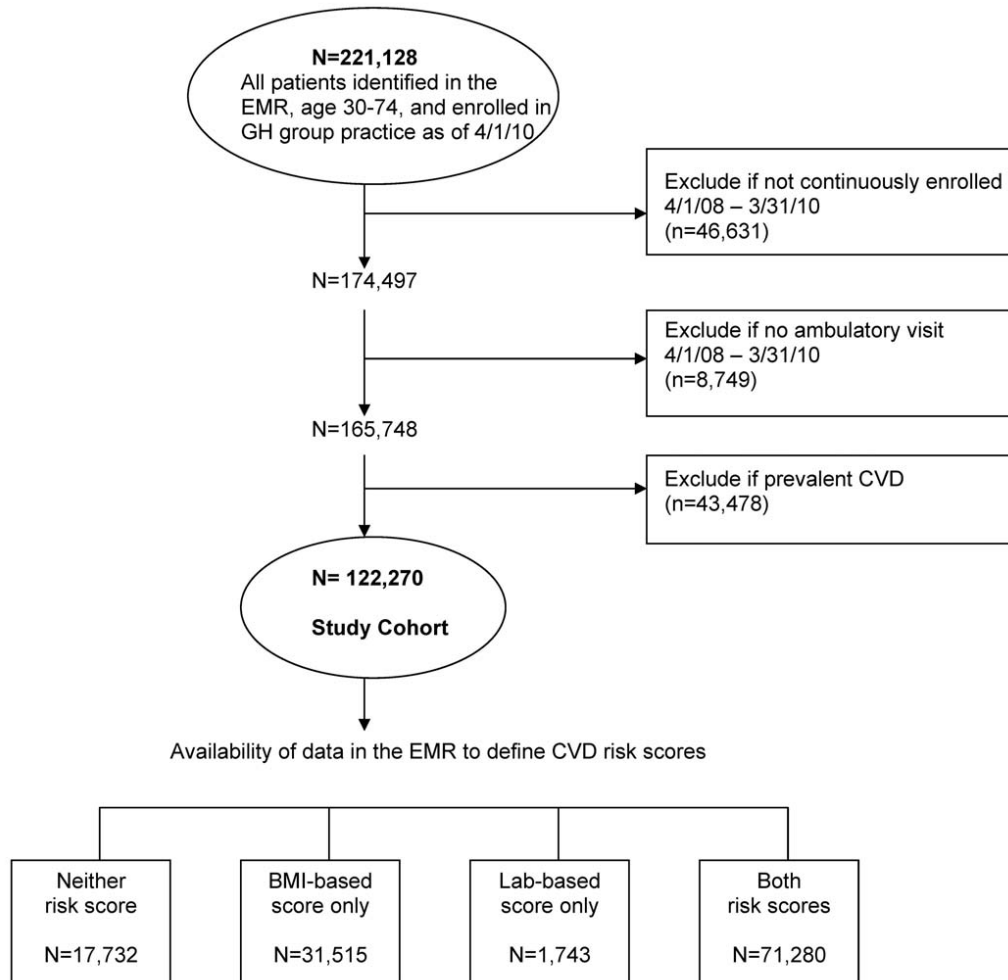 N=221,128
All patients identified in the
EMR, age 30-74, and enrolled in
GH group practice as of 4/1/10
Exclude if not continuously enrolled
4/1/08 – 3/31/10
(n=46,631)
N=174,497
Exclude if no ambulatory visit
4/1/08 – 3/31/10
(n=8,749)
N=165,748
Exclude if prevalent CVD
(n=43,478)
N= 122,270
Study Cohort
Availability of data in the EMR to define CVD risk scores
Neither
risk score
N=17,732
BMI-based
score only
N=31,515
Lab-based
score only
N=1,743
Both
risk scores
N=71,280